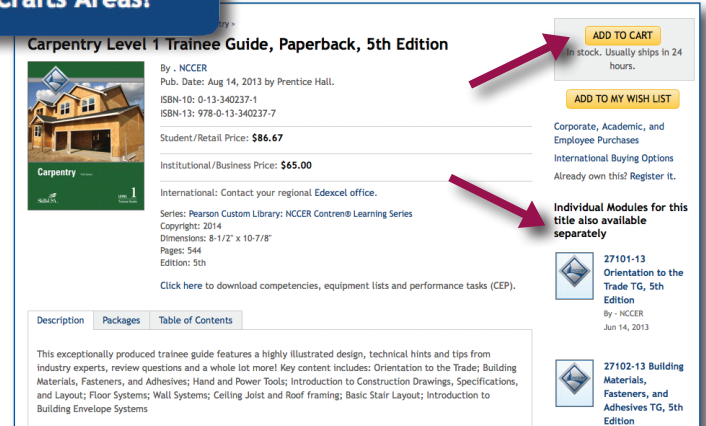 Crafts Areas?
try >
Carpentry Level 1 Trainee Guide, Paperback, 5th Edition
By . NCCER
Pub. Date: Aug 14, 2013 by Prentice Hall.
ISBN-10: 0-13-340237-1
ISBN-13: 978-0-13-340237-7
Student/Retail Price: $86.67
Institutional/Business Price: $65.00
International: Contact your regional Edexcel office.
Series: Pearson Custom Library: NCCER Contren® Learning Series
Copyright: 2014
Dimensions: 8-1/2" x 10-7/8"
Pages: 544
Edition: 5th
Click here to download competencies, equipment lists and performance tasks (CEP).
Carpentry
LEVEL 1
Description Packages Table of Contents
This exceptionally produced trainee guide features a highly illustrated design, technical hints and tips from
industry experts, review questions and a whole lot more! Key content includes: Orientation to the Trade; Building
Materials, Fasteners, and Adhesives; Hand and Power Tools; Introduction to Construction Drawings, Specifications,
and Layout; Floor Systems; Wall Systems; Ceiling Joist and Roof framing; Basic Stair Layout; Introduction to
Building Envelope Systems
ADD TO CART
In stock. Usually ships in 24
hours.
ADD TO MY WISH LIST
Corporate, Academic, and
Employee Purchases
International Buying Options
Already own this? Register it.
Individual Modules for this
title also available
separately
27101-13
Orientation to the
Trade TG, 5th
Edition
By - NCCER
Jun 14, 2013
27102-13 Building
Materials,
Fasteners, and
Adhesives TG, 5th
Edition